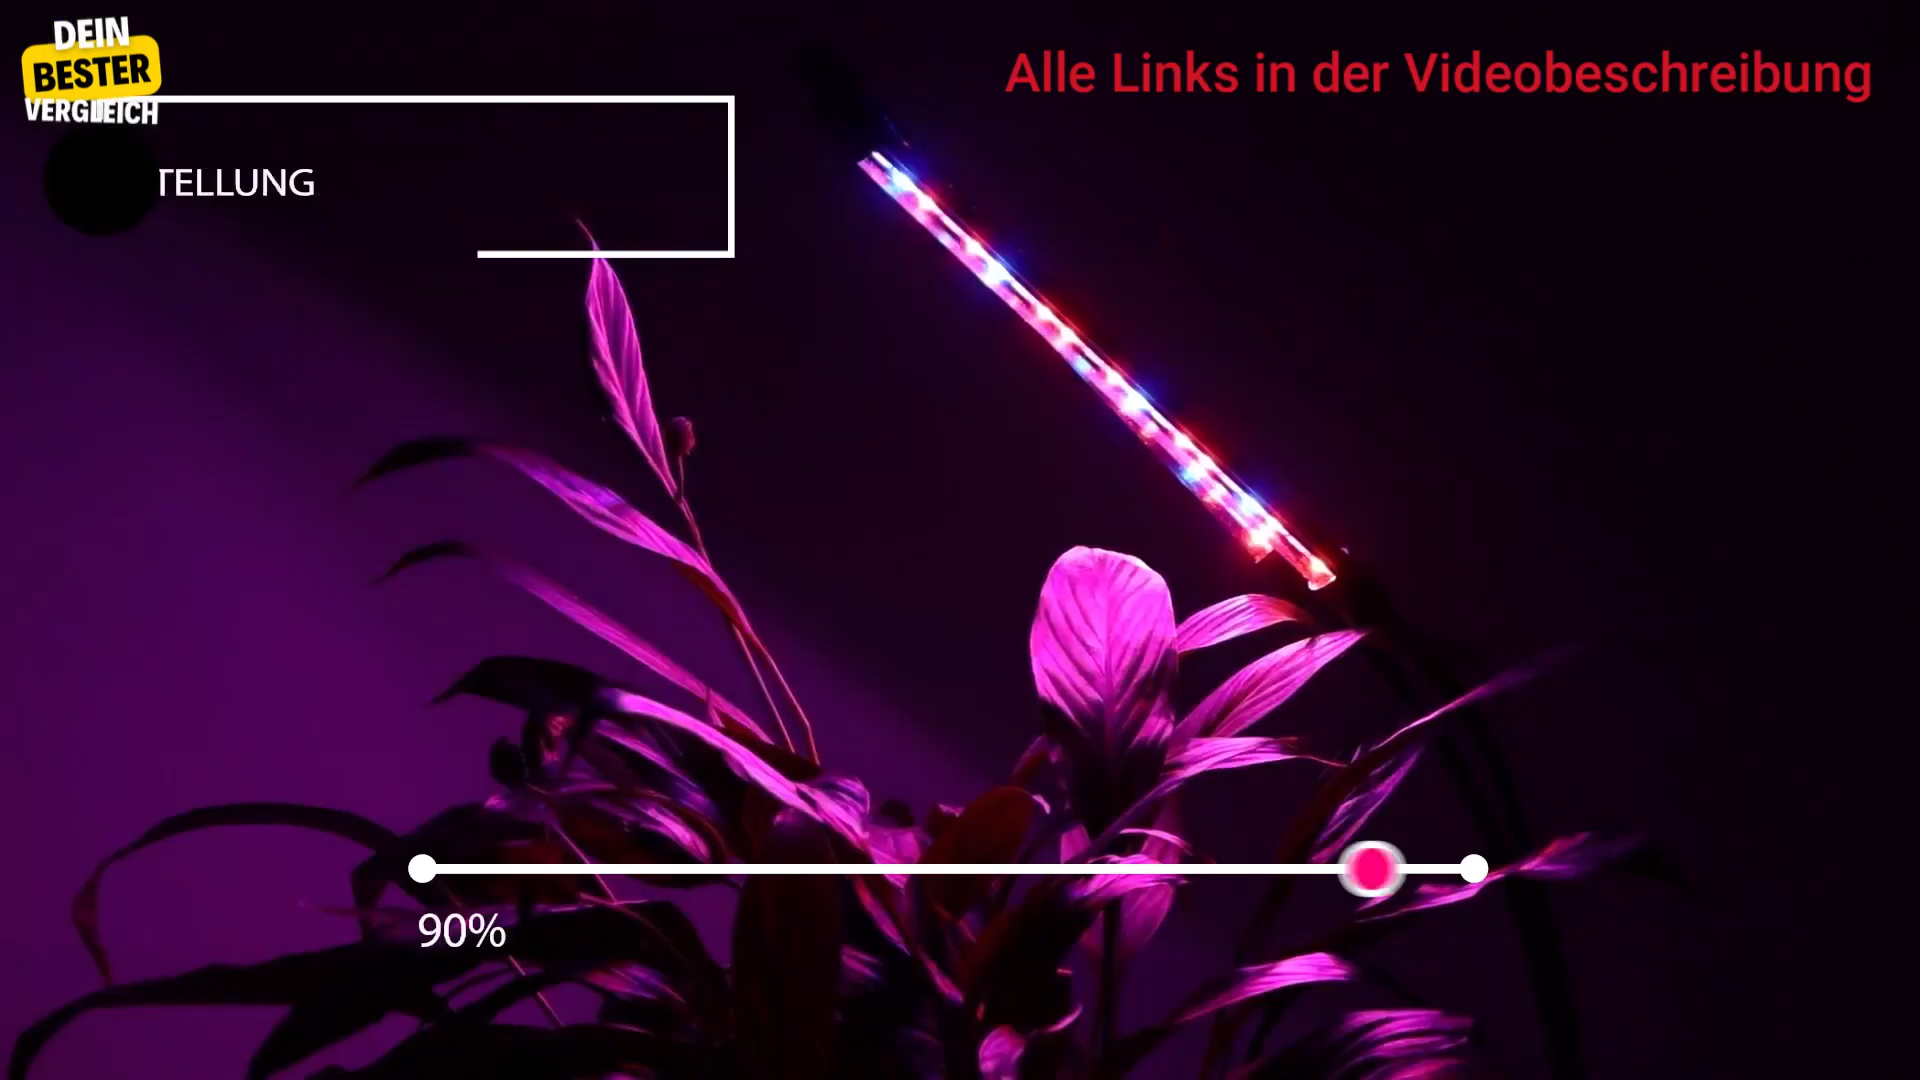 DEIN
BESTER
VERGLEICH
Alle Links in der Videobeschreibung
TELLUNG
90%